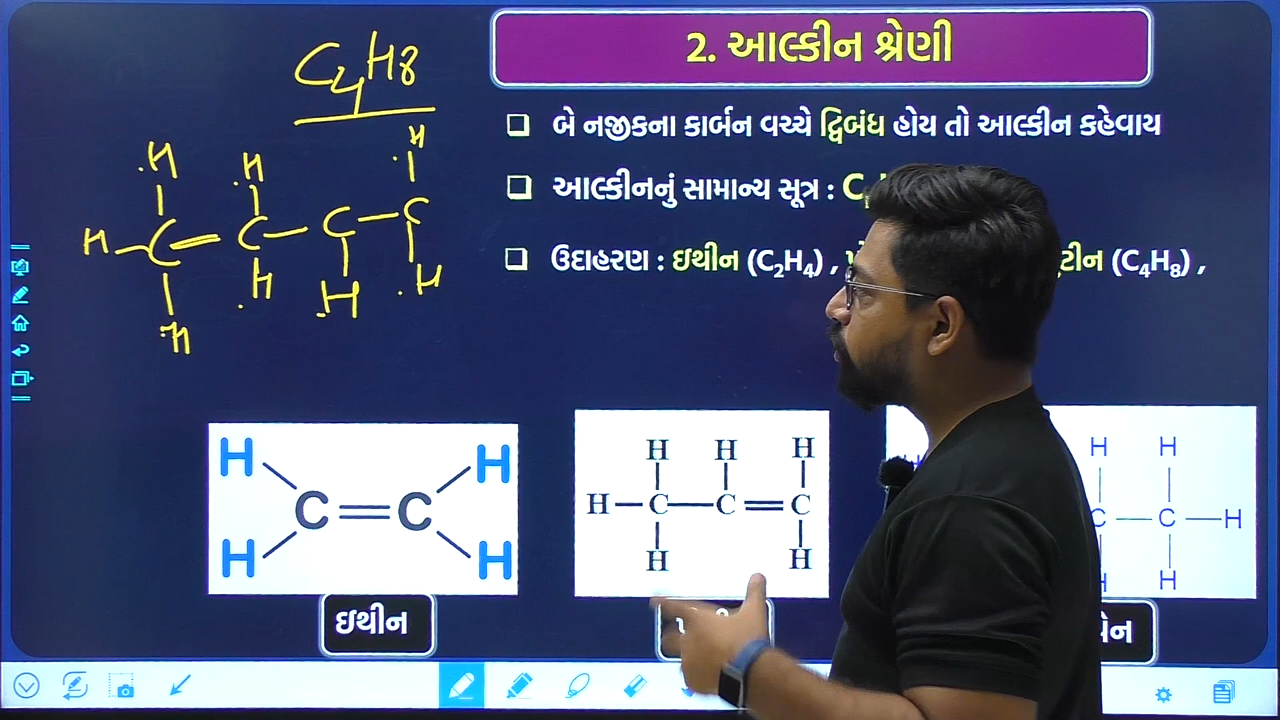 C4H8
2. આલ્કીન શ્રેણી
બે નજીકના કાર્બન વચ્ચે દ્વિબંધ હોય તો આલ્કીન કહેવાય
આલ્કીનનું સામાન્ય સૂત્ર :
ઉદાહરણ : ઇથીન (C₂H₄) , (C₄H₈) ,
H H H
H C = C C C
H H H H
H H
C = C
H H
H H H
H — C — C = C
H H
H H
C — C — H
H
ઇથીન